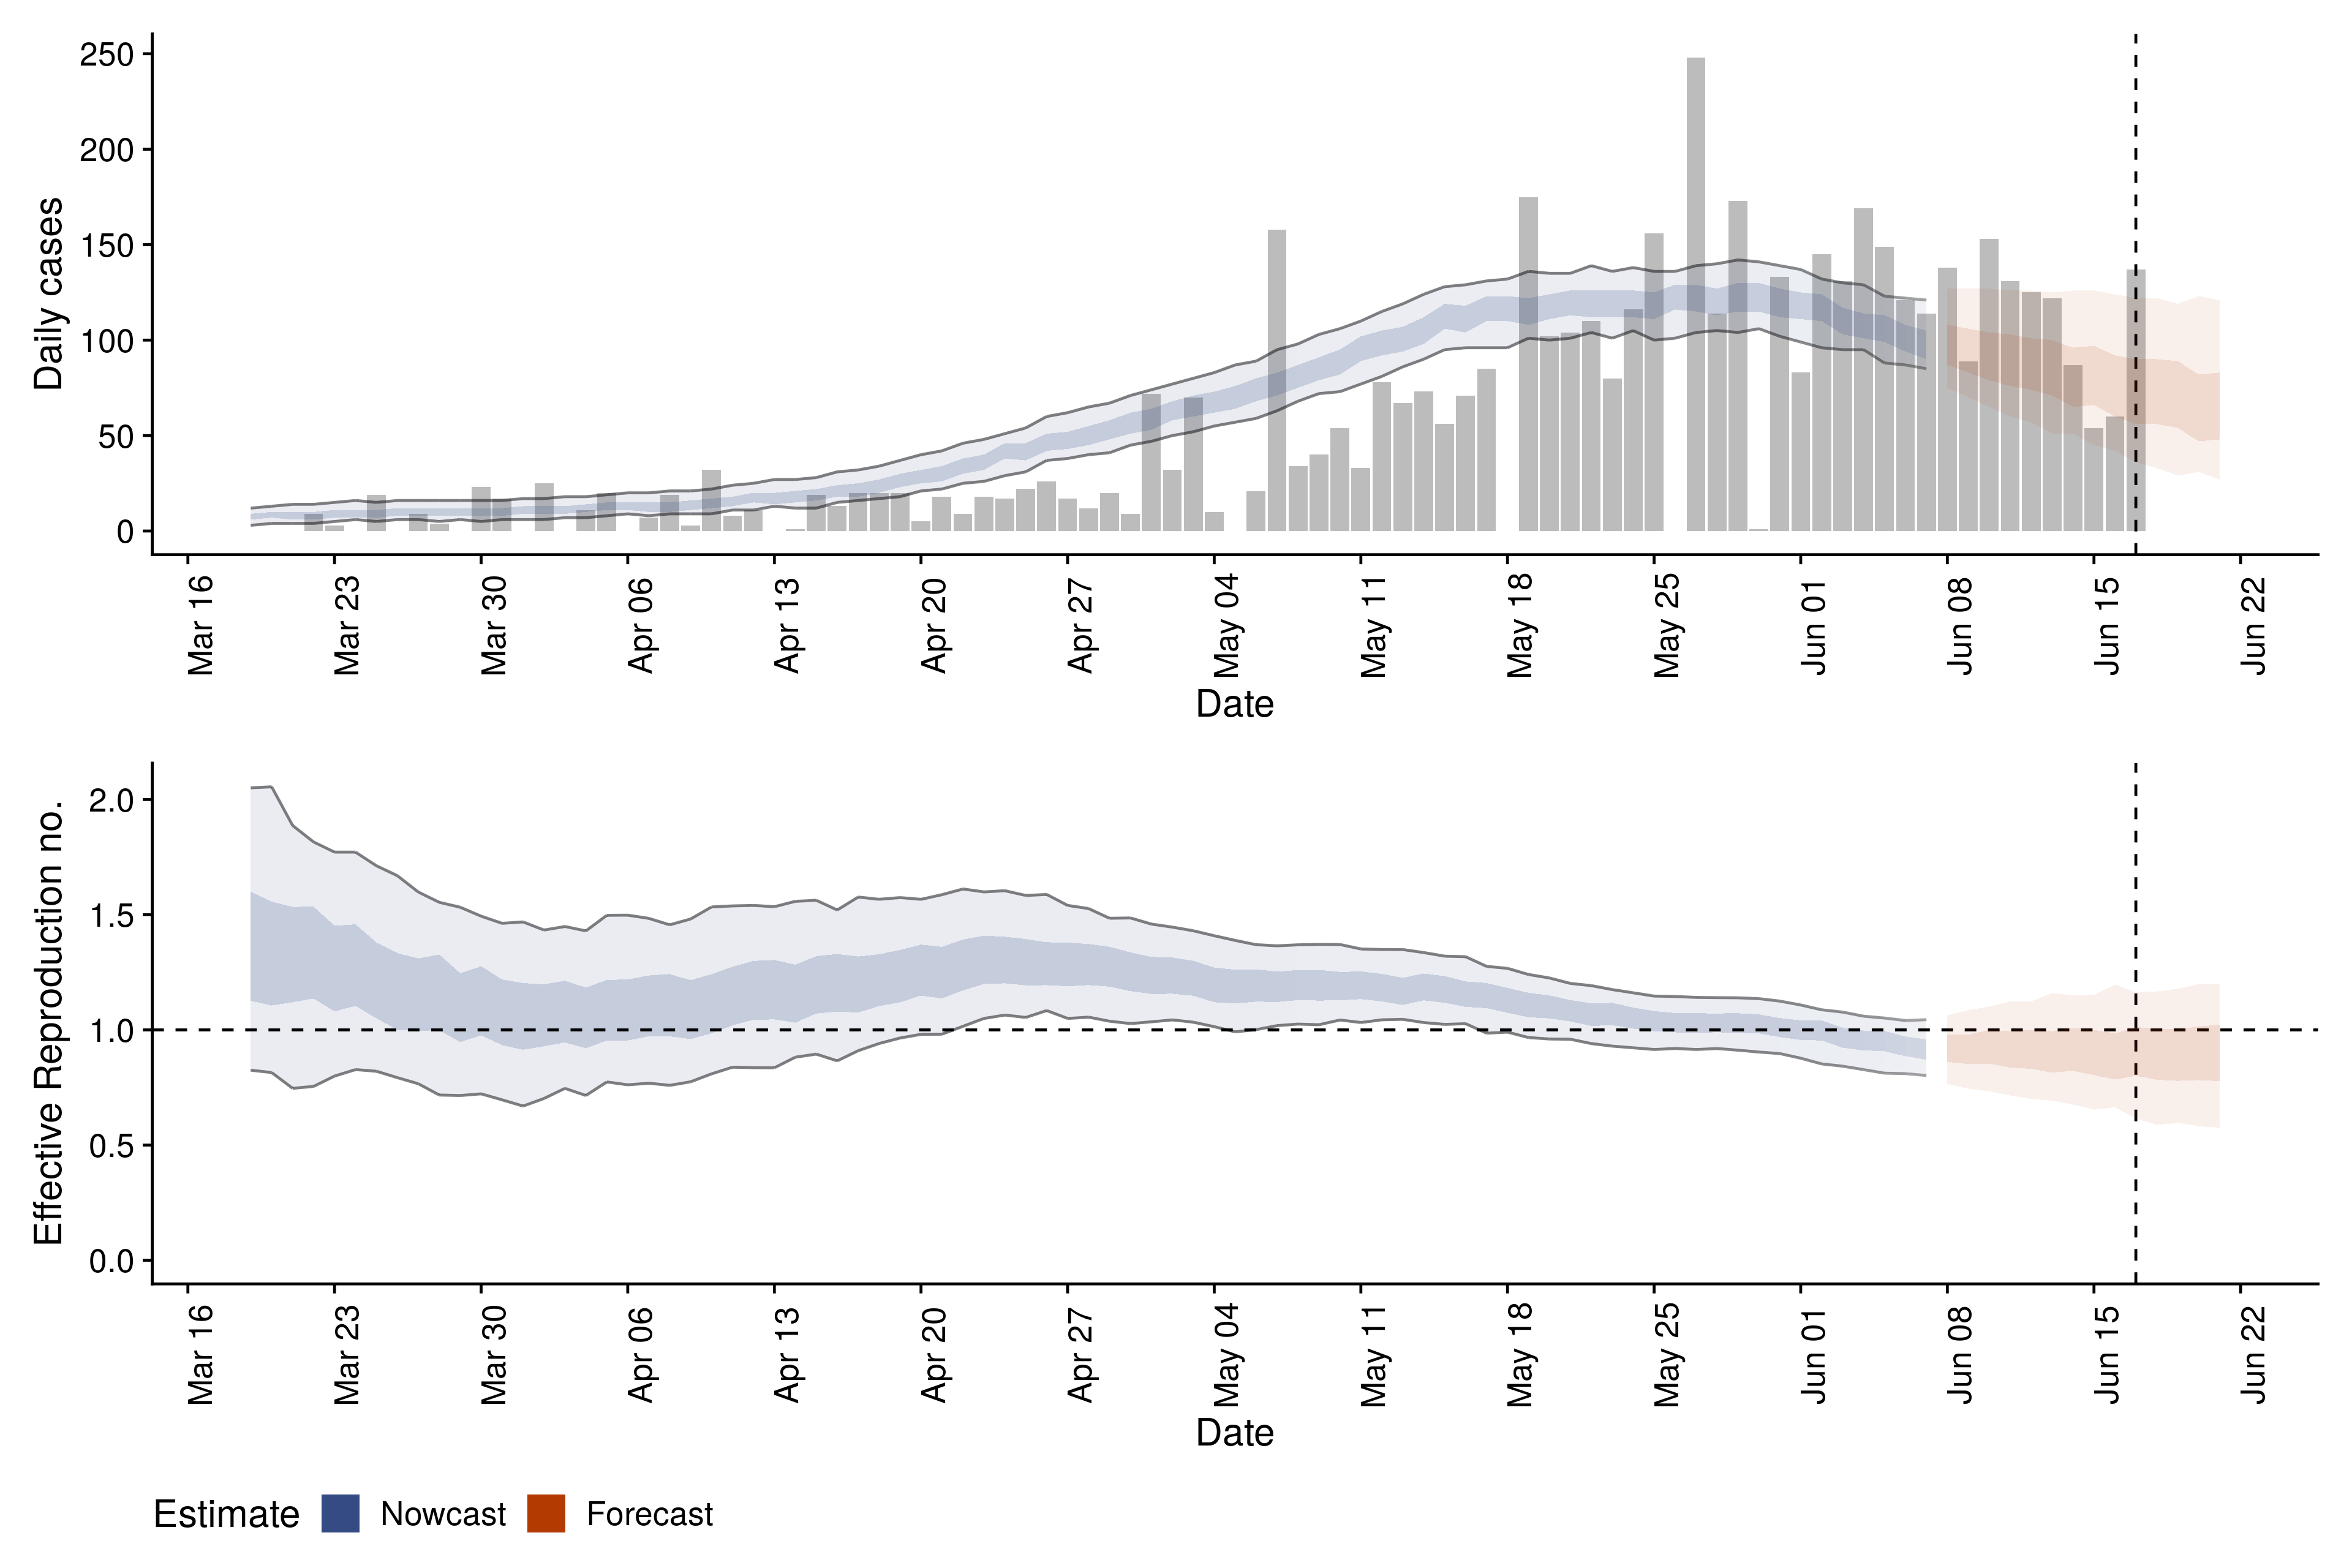 Daily cases
250
200
150
100
50
0
Mar 16
Mar 23
Mar 30
Apr 06
Apr 13
Apr 20
Apr 27
May 04
May 11
May 18
May 25
Jun 01
Jun 08
Jun 15
Jun 22
Date
Effective Reproduction no.
2.0
1.5
1.0
0.5
0.0
Mar 16
Mar 23
Mar 30
Apr 06
Apr 13
Apr 20
Apr 27
May 04
May 11
May 18
May 25
Jun 01
Jun 08
Jun 15
Jun 22
Date
Estimate Nowcast Forecast